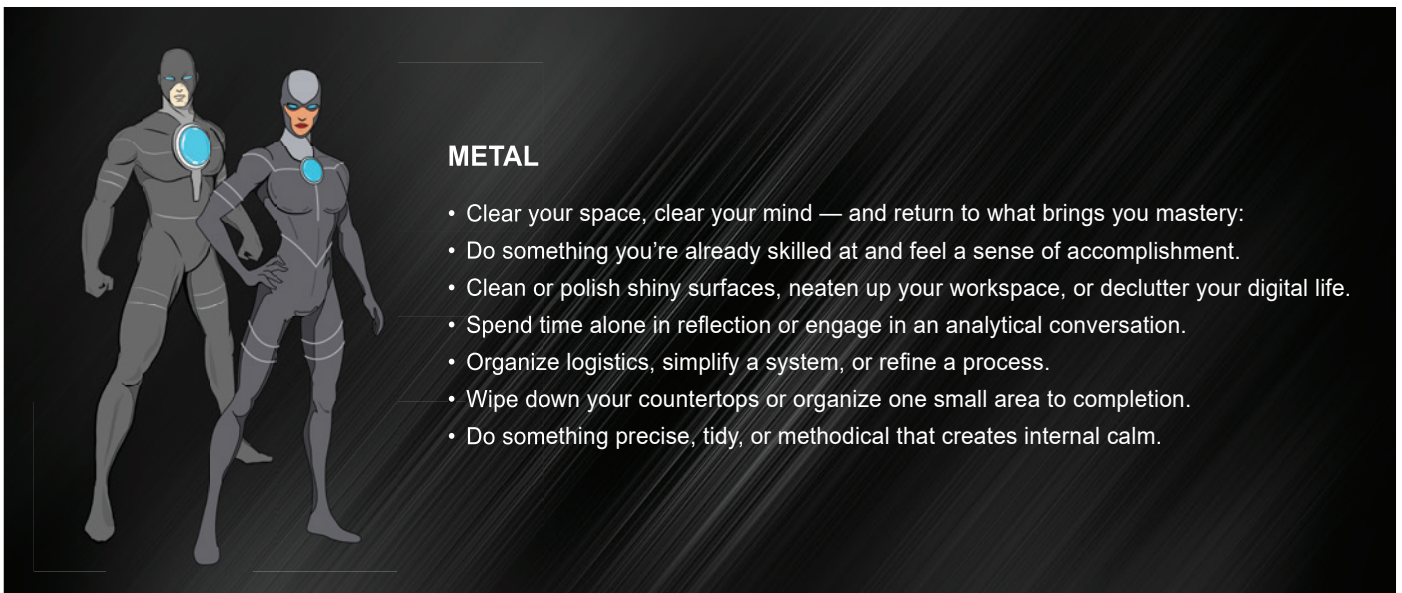 METAL
• Clear your space, clear your mind — and return to what brings you mastery:
• Do something you’re already skilled at and feel a sense of accomplishment.
• Clean or polish shiny surfaces, neaten up your workspace, or declutter your digital life.
• Spend time alone in reflection or engage in an analytical conversation.
• Organize logistics, simplify a system, or refine a process.
• Wipe down your countertops or organize one small area to completion.
• Do something precise, tidy, or methodical that creates internal calm.